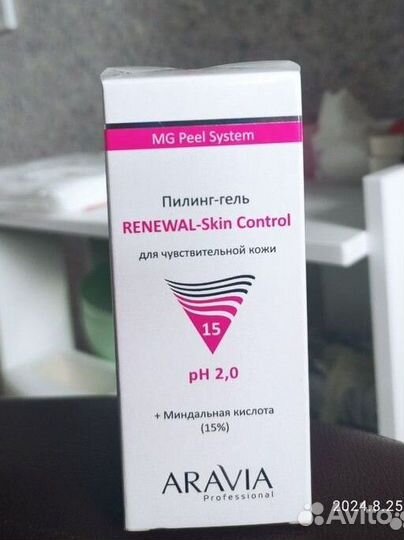 MG Peel System
Пилинг-гель
RENEWAL-Skin Control
для чувствительной кожи
15
pH 2,0
+ Миндальная кислота
(15%)
ARAVIA
Professional
2024.8.25
Avito